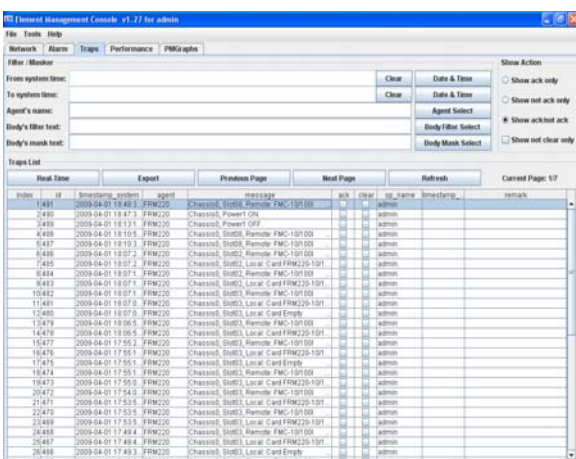 Element Management Console v1.27 for admin
File Tools Help
Network Alarm Traps Performance PMGraphs
Filter / Masker
Show Action
From system time: Clear Date & Time
Show ack only
To system time: Clear Date & Time
Show not ack only
Agent's name: Agent Select
Show ack/not ack
Body's filter text: Body Filter Select
Show not clear only
Body's mask text: Body Mask Select
Traps List
Real-Time Export Previous Page Next Page Refresh Current Page: 1/7
index id timestamp_system agent message ack clear op_name timestamp_... remark
1 491 2009-04-01 18:48:3... FRM220 Chassis0, Slot08, Remote: FMC-10/100I admin
2 490 2009-04-01 18:47:3... FRM220 Chassis0, Power1 ON admin
3 489 2009-04-01 18:13:1... FRM220 Chassis0, Power1 OFF admin
4 488 2009-04-01 18:10:5... FRM220 Chassis0, Slot08, Remote: FMC-10/100I admin
5 487 2009-04-01 18:10:3... FRM220 Chassis0, Slot03, Remote: FMC-10/100I admin
6 486 2009-04-01 18:07:2... FRM220 Chassis0, Slot02, Remote: FMC-10/100I admin
7 485 2009-04-01 18:07:2... FRM220 Chassis0, Slot02, Local: Card FRM220-10/1... admin
8 484 2009-04-01 18:07:1... FRM220 Chassis0, Slot01, Remote: FMC-10/100I admin
9 483 2009-04-01 18:07:1... FRM220 Chassis0, Slot03, Local: Card FRM220-10/1... admin
10 482 2009-04-01 18:07:1... FRM220 Chassis0, Slot03, Remote: FMC-10/100I admin
11 481 2009-04-01 18:07:0... FRM220 Chassis0, Slot03, Local: Card FRM220-10/1... admin
12 480 2009-04-01 18:07:0... FRM220 Chassis0, Slot03, Local: Card Empty admin
13 479 2009-04-01 18:06:5... FRM220 Chassis0, Slot03, Remote: FMC-10/100I admin
14 478 2009-04-01 18:06:5... FRM220 Chassis0, Slot03, Local: Card FRM220-10/1... admin
15 477 2009-04-01 17:55:2... FRM220 Chassis0, Slot03, Remote: FMC-10/100I admin
16 476 2009-04-01 17:55:1... FRM220 Chassis0, Slot03, Local: Card FRM220-10/1... admin
17 475 2009-04-01 17:55:1... FRM220 Chassis0, Slot03, Local: Card Empty admin
18 474 2009-04-01 17:55:1... FRM220 Chassis0, Slot03, Remote: FMC-10/100I admin
19 473 2009-04-01 17:55:0... FRM220 Chassis0, Slot03, Local: Card FRM220-10/1... admin
20 472 2009-04-01 17:54:0... FRM220 Chassis0, Slot03, Remote: FMC-10/100I admin
21 471 2009-04-01 17:53:5... FRM220 Chassis0, Slot03, Local: Card FRM220-10/1... admin
22 470 2009-04-01 17:53:5... FRM220 Chassis0, Slot03, Remote: FMC-10/100I admin
23 469 2009-04-01 17:53:5... FRM220 Chassis0, Slot03, Local: Card FRM220-10/1... admin
24 468 2009-04-01 17:49:4... FRM220 Chassis0, Slot03, Remote: FMC-10/100I admin
25 467 2009-04-01 17:49:4... FRM220 Chassis0, Slot03, Local: Card FRM220-10/1... admin
26 466 2009-04-01 17:49:3... FRM220 Chassis0, Slot03, Local: Card Empty admin